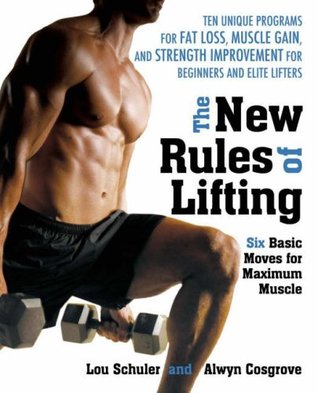 TEN UNIQUE PROGRAMS
FOR FAT LOSS, MUSCLE GAIN,
AND STRENGTH IMPROVEMENT FOR
BEGINNERS AND ELITE LIFTERS
The New
Rules of
Lifting
Six Basic
Moves for
Maximum
Muscle
Lou Schuler and Alwyn Cosgrove